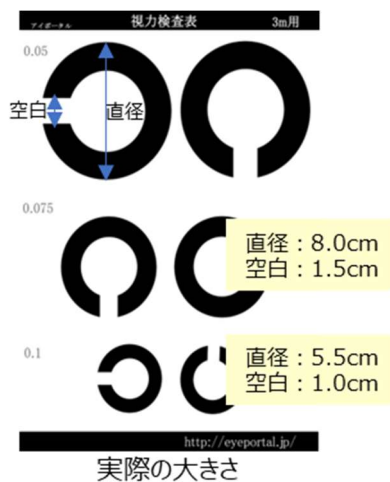 アイポータル 視力検査表 3m用
0.05
空白 直径
0.075
直径：8.0cm
空白：1.5cm
0.1
直径：5.5cm
空白：1.0cm
http://eyeportal.jp/
実際の大きさ